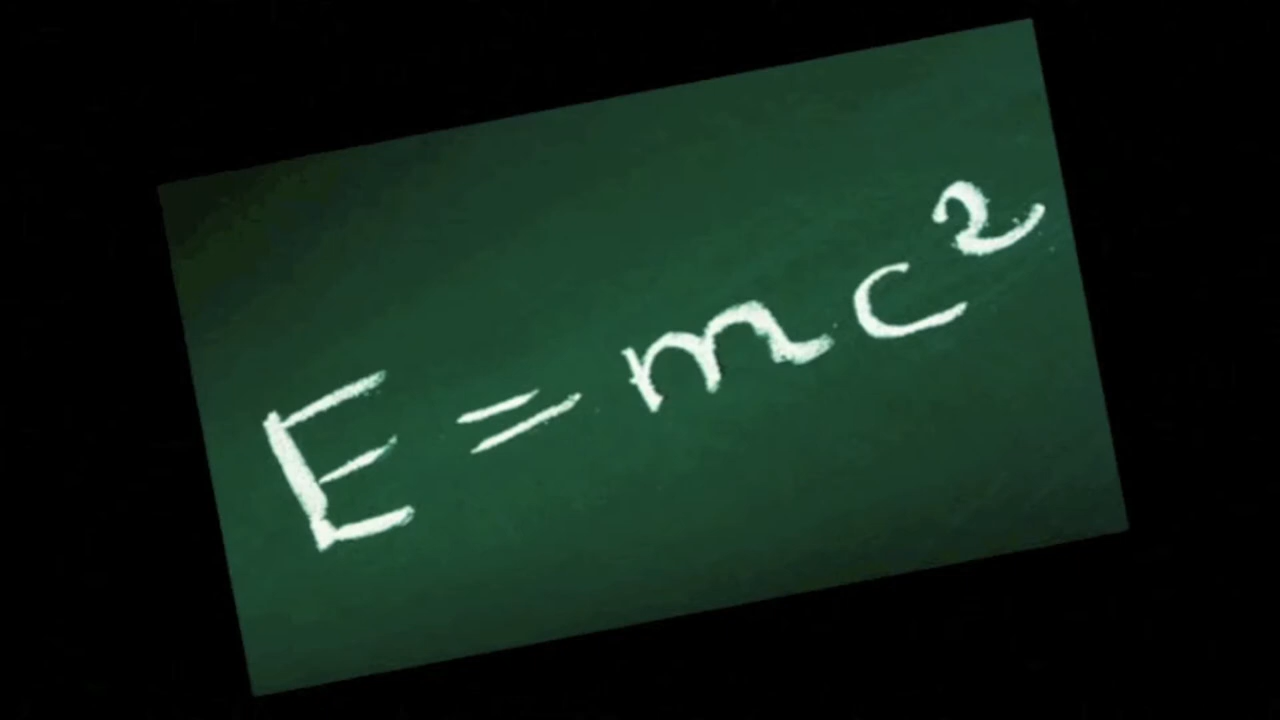 E = mc²